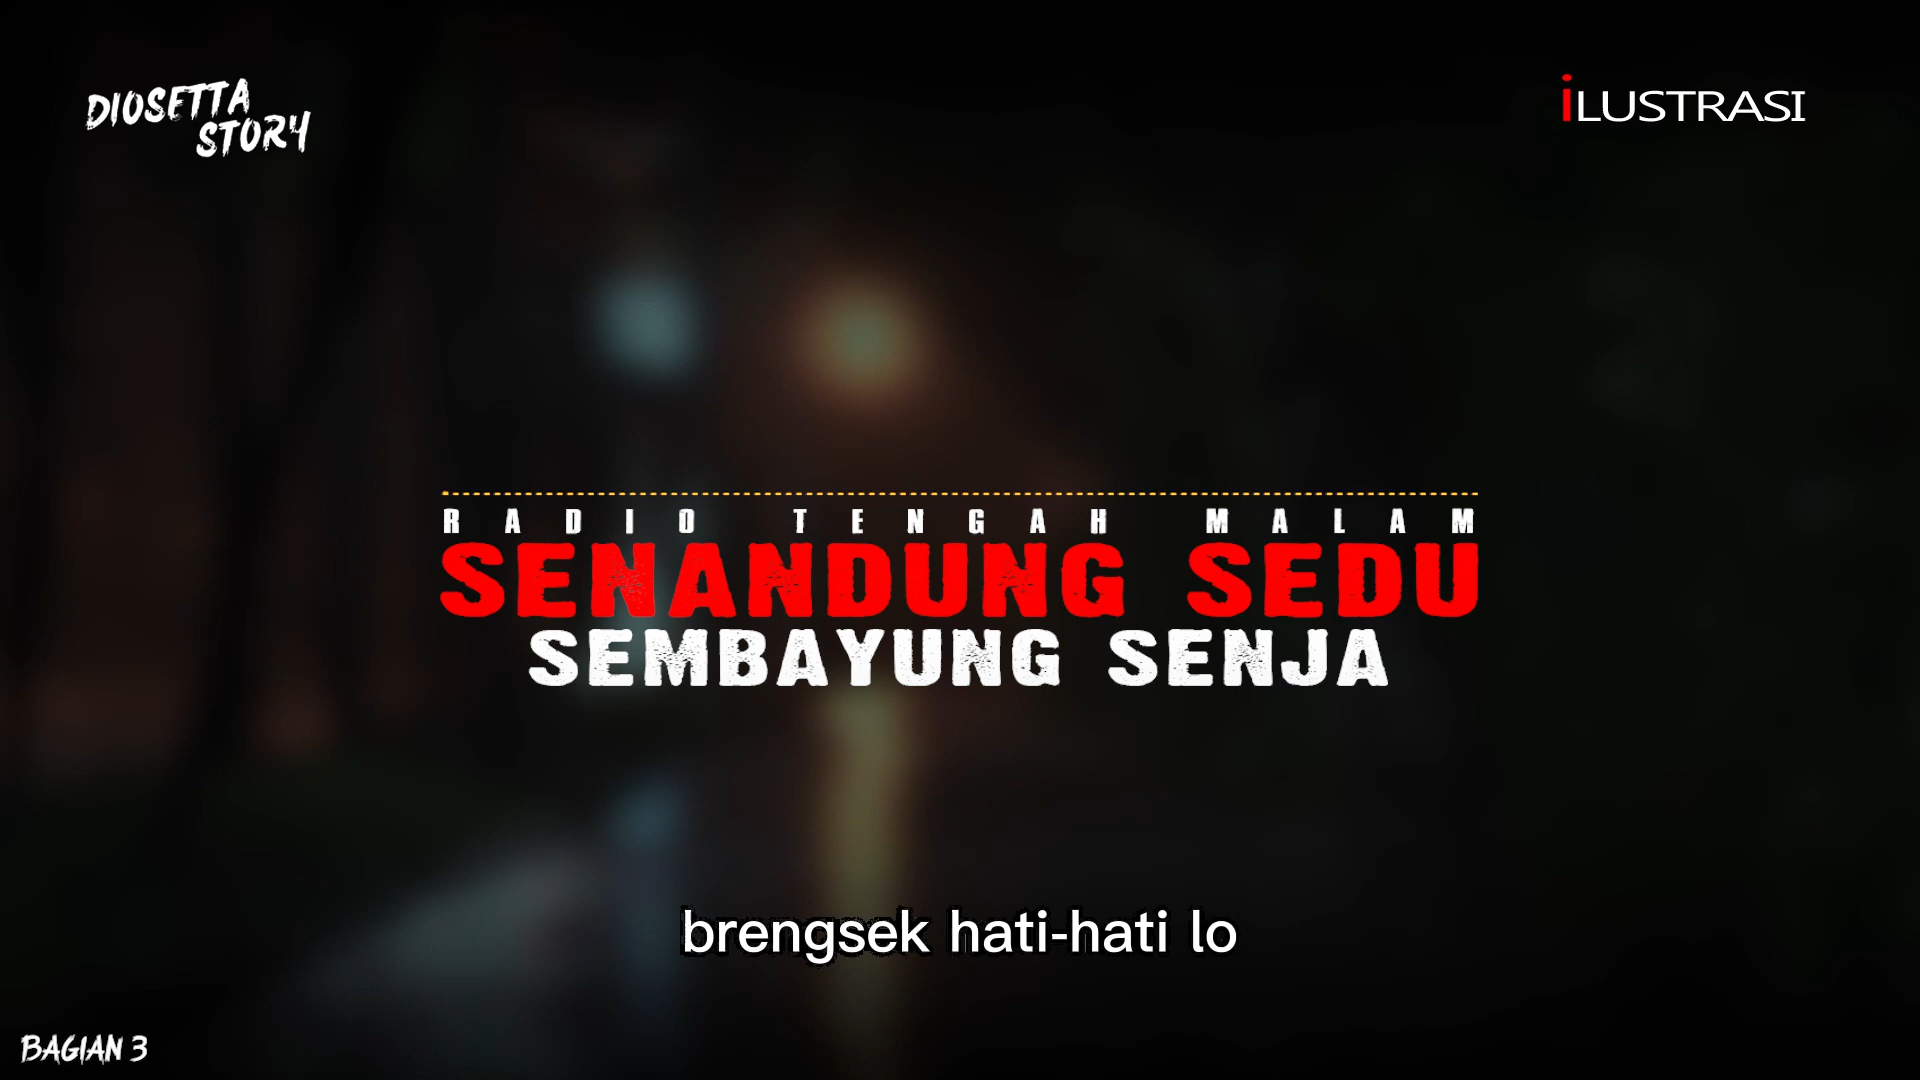 DIOSETTA
STORY
iLUSTRASI
RADIO TENGAH MALAM
SENANDUNG SEDU
SEMBAYUNG SENJA
brengsek hati-hati lo
BAGIAN 3